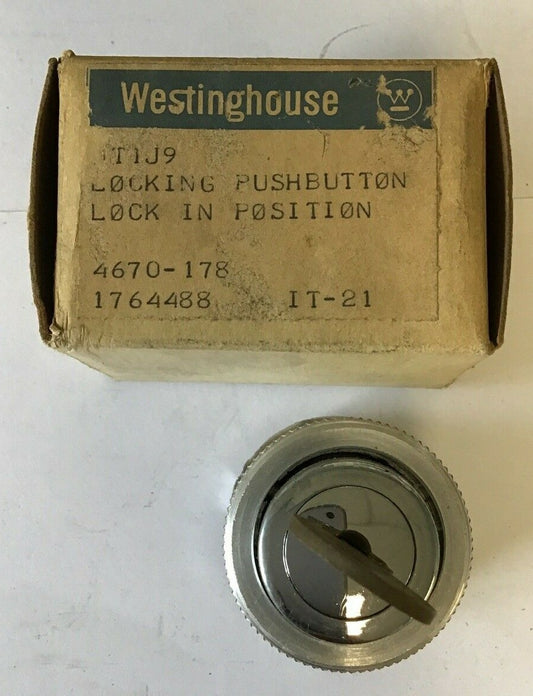 Westinghouse W
T1J9
LØCKING PUSHBUTTØN
LØCK IN PØSITIØN
4670-178
1764488 IT-21